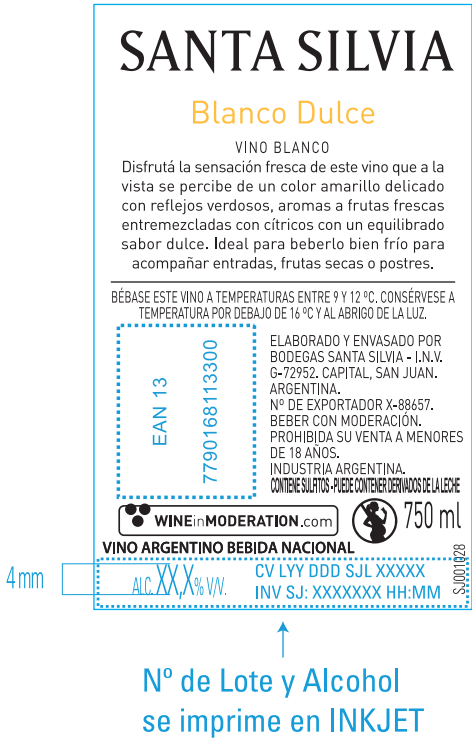 SANTA SILVIA
Blanco Dulce
VINO BLANCO
Disfrutá la sensación fresca de este vino que a la
vista se percibe de un color amarillo delicado
con reflejos verdosos, aromas a frutas frescas
entremezcladas con cítricos con un equilibrado
sabor dulce. Ideal para beberlo bien frío para
acompañar entradas, frutas secas o postres.
BÉBASE ESTE VINO A TEMPERATURAS ENTRE 9 Y 12 ºC. CONSÉRVESE A
TEMPERATURA POR DEBAJO DE 16 ºC Y AL ABRIGO DE LA LUZ.
EAN 13
7790168113300
ELABORADO Y ENVASADO POR
BODEGAS SANTA SILVIA - I.N.V.
G-72952. CAPITAL, SAN JUAN.
ARGENTINA.
Nº DE EXPORTADOR X-88657.
BEBER CON MODERACIÓN.
PROHIBIDA SU VENTA A MENORES
DE 18 AÑOS.
INDUSTRIA ARGENTINA.
CONTIENE SULFITOS - PUEDE CONTENER DERIVADOS DE LA LECHE
WINEinMODERATION.com
750 ml
VINO ARGENTINO BEBIDA NACIONAL
SJ001028
4mm
ALC. XX,X% V/V.
CV LYY DDD SJL XXXXX
INV SJ: XXXXXXX HH:MM
Nº de Lote y Alcohol
se imprime en INKJET